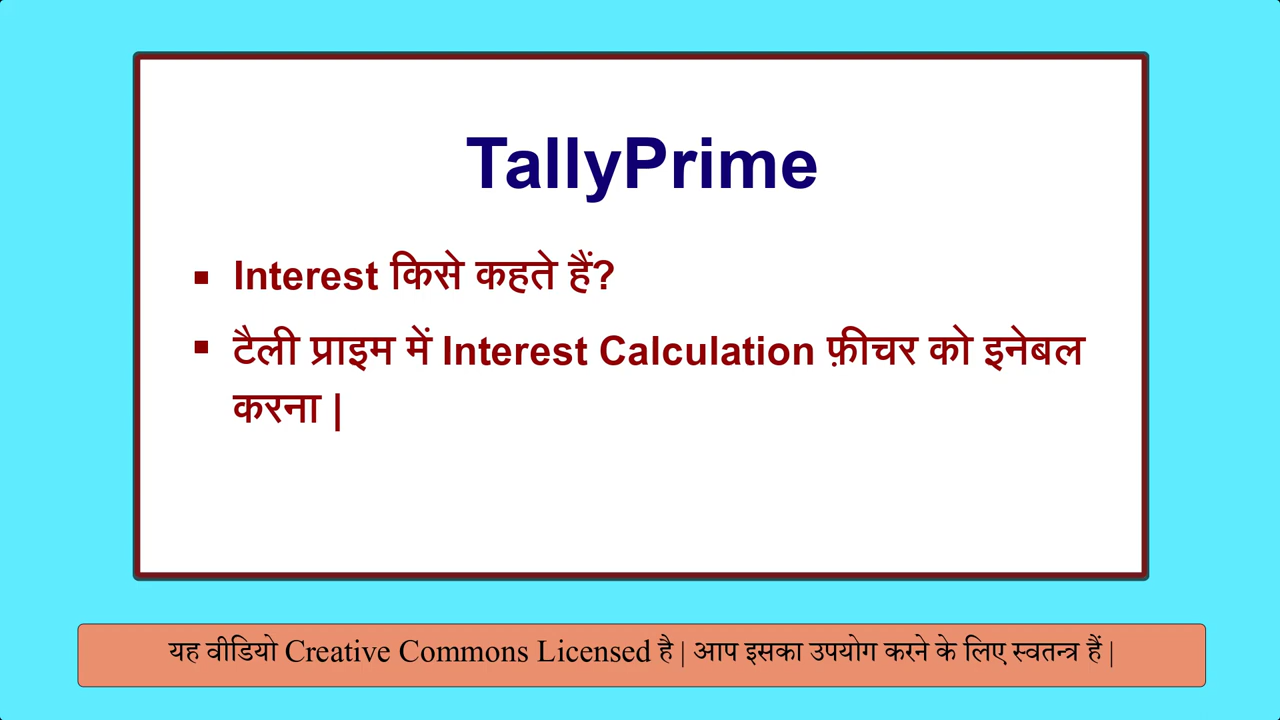 TallyPrime
▪ Interest किसे कहते हैं?
▪ टैली प्राइम में Interest Calculation फ़ीचर को इनेबल
करना |
यह वीडियो Creative Commons Licensed है | आप इसका उपयोग करने के लिए स्वतन्त्र हैं |